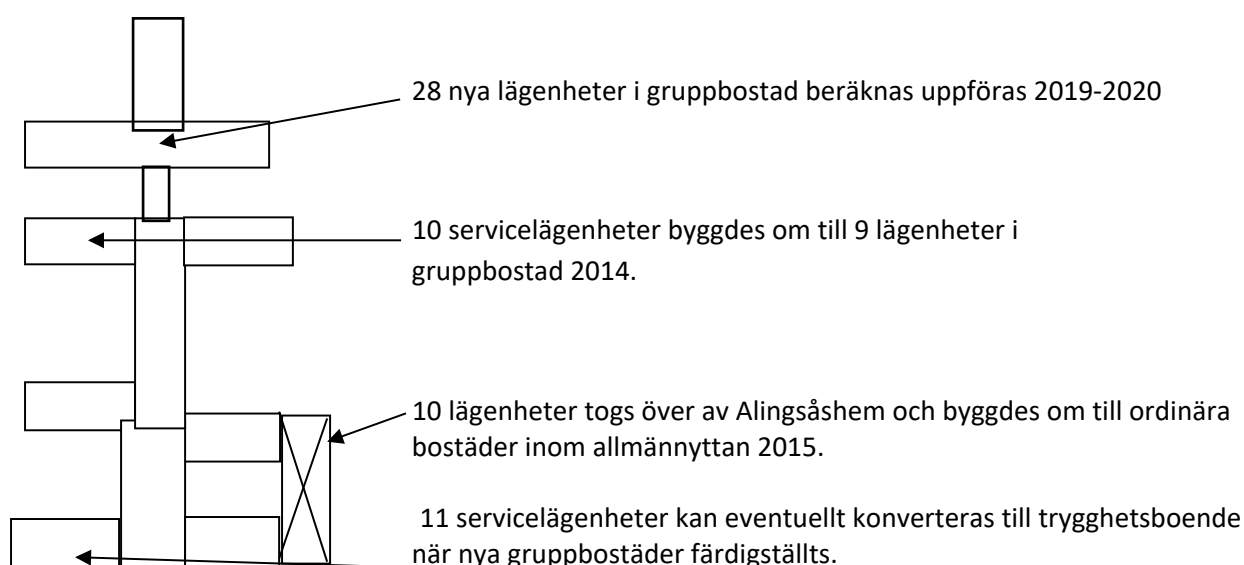 28 nya lägenheter i gruppbostad beräknas uppföras 2019-2020
10 servicelägenheter byggdes om till 9 lägenheter i
gruppbostad 2014.
10 lägenheter togs över av Alingsåshem och byggdes om till ordinära
bostäder inom allmännyttan 2015.
11 servicelägenheter kan eventuellt konverteras till trygghetsboende
när nya gruppbostäder färdigställts.